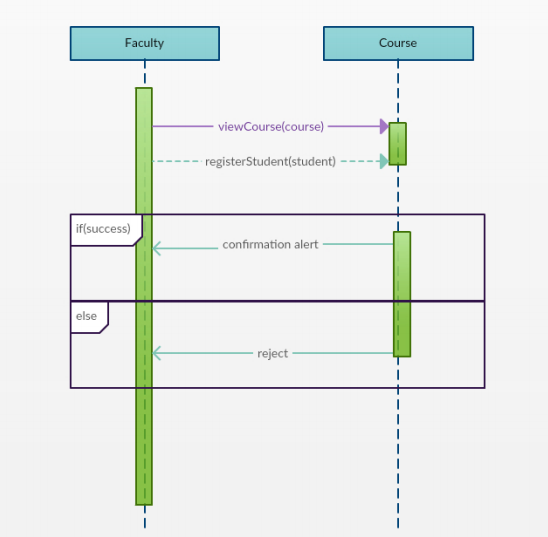 Faculty
Course
viewCourse(course)
registerStudent(student)
if(success)
confirmation alert
else
reject